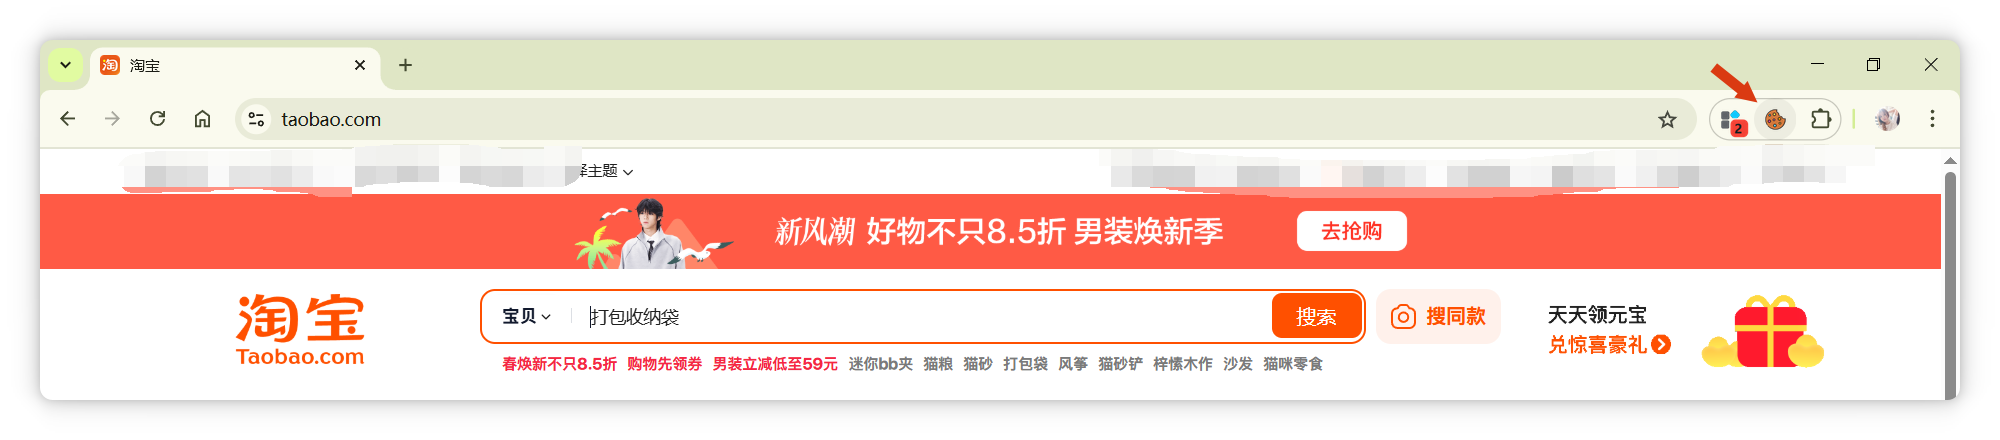 淘宝
taobao.com
2
择主题
新风潮 好物不只8.5折 男装焕新季 去抢购
淘宝
Taobao.com
宝贝 打包收纳袋 搜索 搜同款
春焕新不只8.5折 购物先领券 男装立减低至59元 迷你bb夹 猫粮 猫砂 打包袋 风筝 猫砂铲 梓愫木作 沙发 猫咪零食
天天领元宝
兑惊喜豪礼